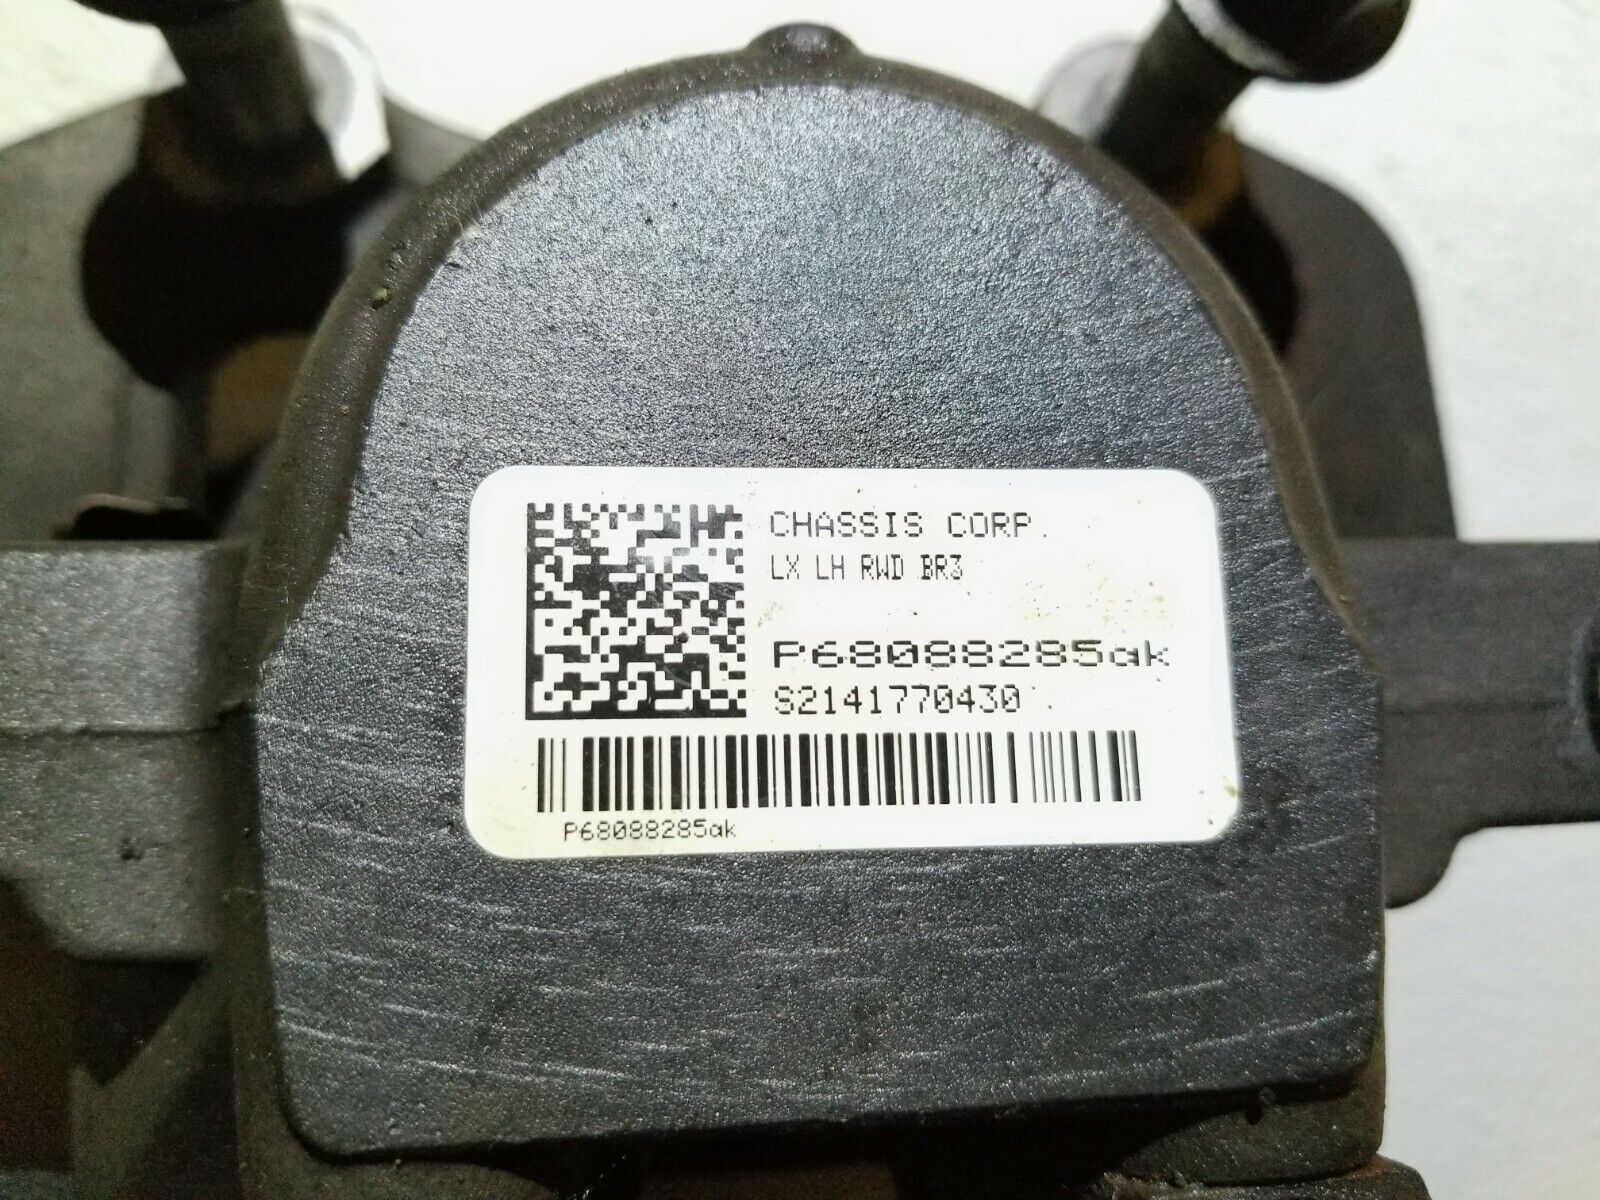 CHASSIS CORP.
LX LH RWD BR3
P68088285ak
S2141770430
P68088285ak